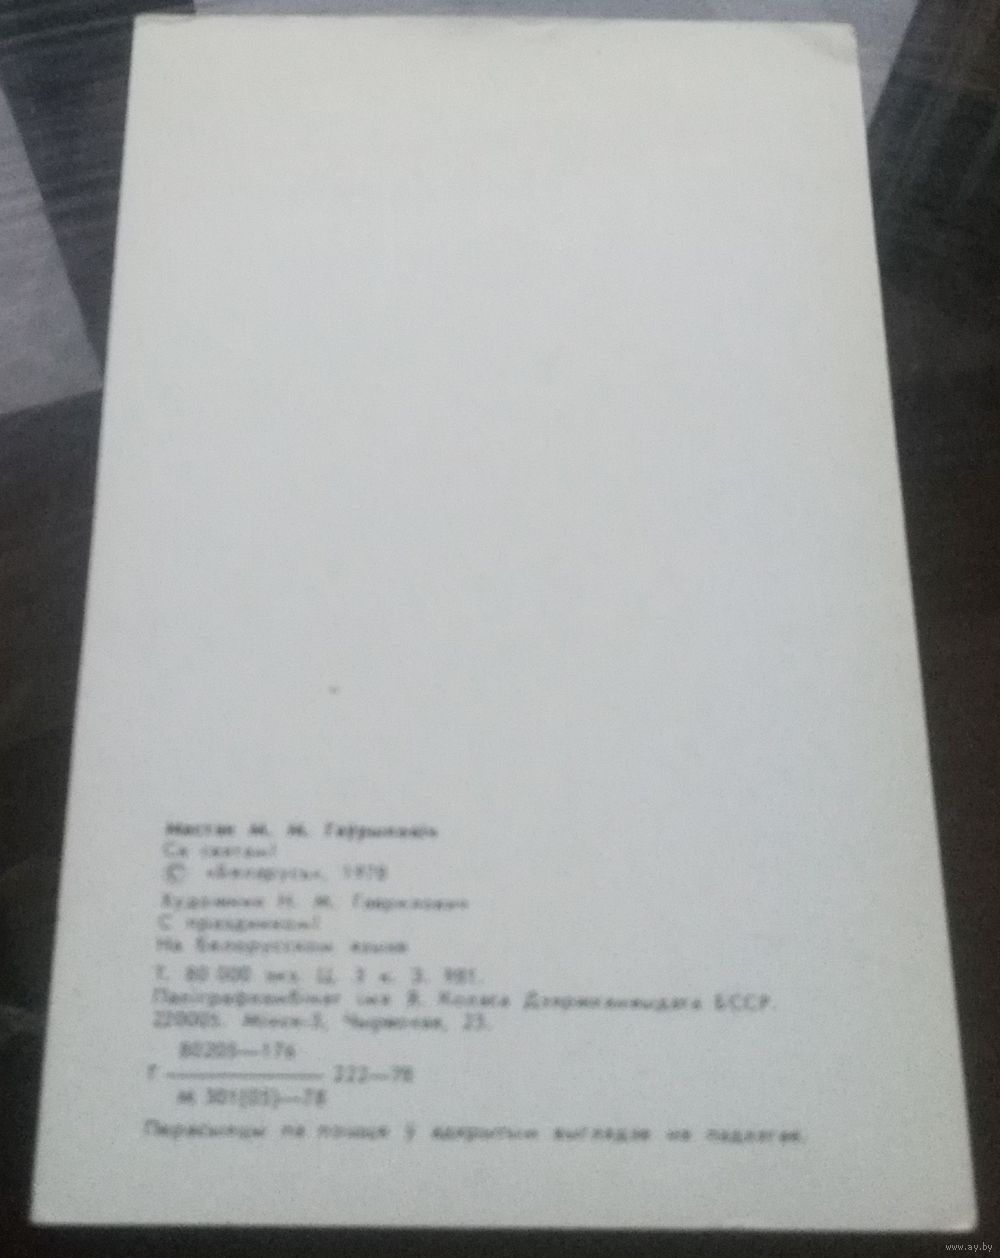 Мастак М. М. Гаўрыловіч
Са святам!
© «Беларусь», 1978
Художник Н. М. Гаврилович
С праздником!
На белорусском языке
Т. 80 000 экз. Ц. 3 к. З. 981.
Паліграфкамбінат імя Я. Коласа Дзяржкамвыдата БССР.
220005. Мінск-5, Чырвоная, 23.
80205—176
Г 222—78
М 301(05)—78
Перасылцы па пошце ў адкрытым выглядзе не падлягае.
www.ay.by